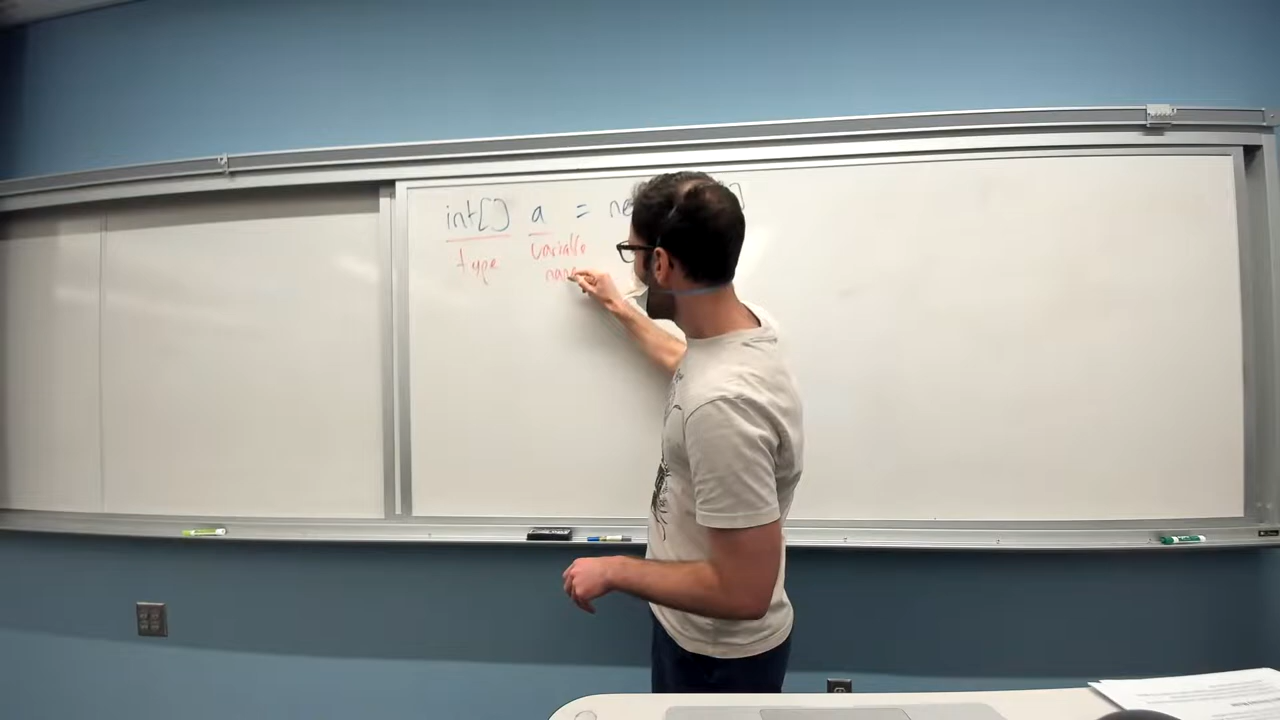 int[] a = ne ]
type variable
nam